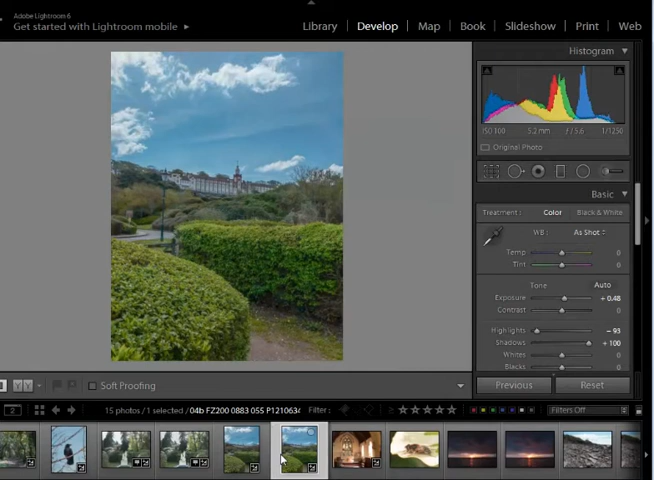 Adobe Lightroom 6
Get started with Lightroom mobile
Library | Develop | Map | Book | Slideshow | Print | Web
Histogram
ISO 100 5.2 mm ƒ / 5.6 1/1250
Original Photo
Basic
Treatment : Color Black & White
WB : As Shot
Temp 0
Tint 0
Tone Auto
Exposure + 0.48
Contrast 0
Highlights − 93
Shadows + 100
Whites 0
Blacks 0
Y Y Soft Proofing
Previous Reset
2 15 photos / 1 selected / 04b FZ200 0883 055 P121063 Filter : Filters Off